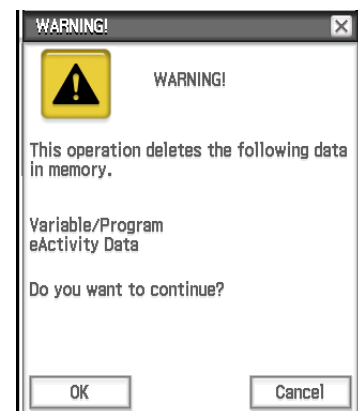 WARNING!
WARNING!
This operation deletes the following data
in memory.
Variable/Program
eActivity Data
Do you want to continue?
OK
Cancel